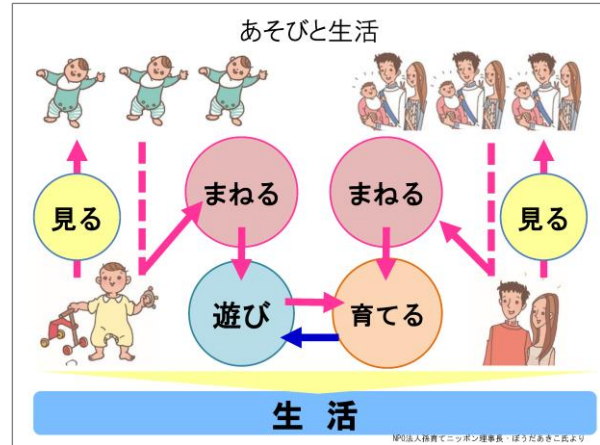 あそびと生活
まねる
まねる
見る
見る
遊び
育てる
生 活
NPO法人孫育てニッポン理事長・ぼうだあきこ氏より